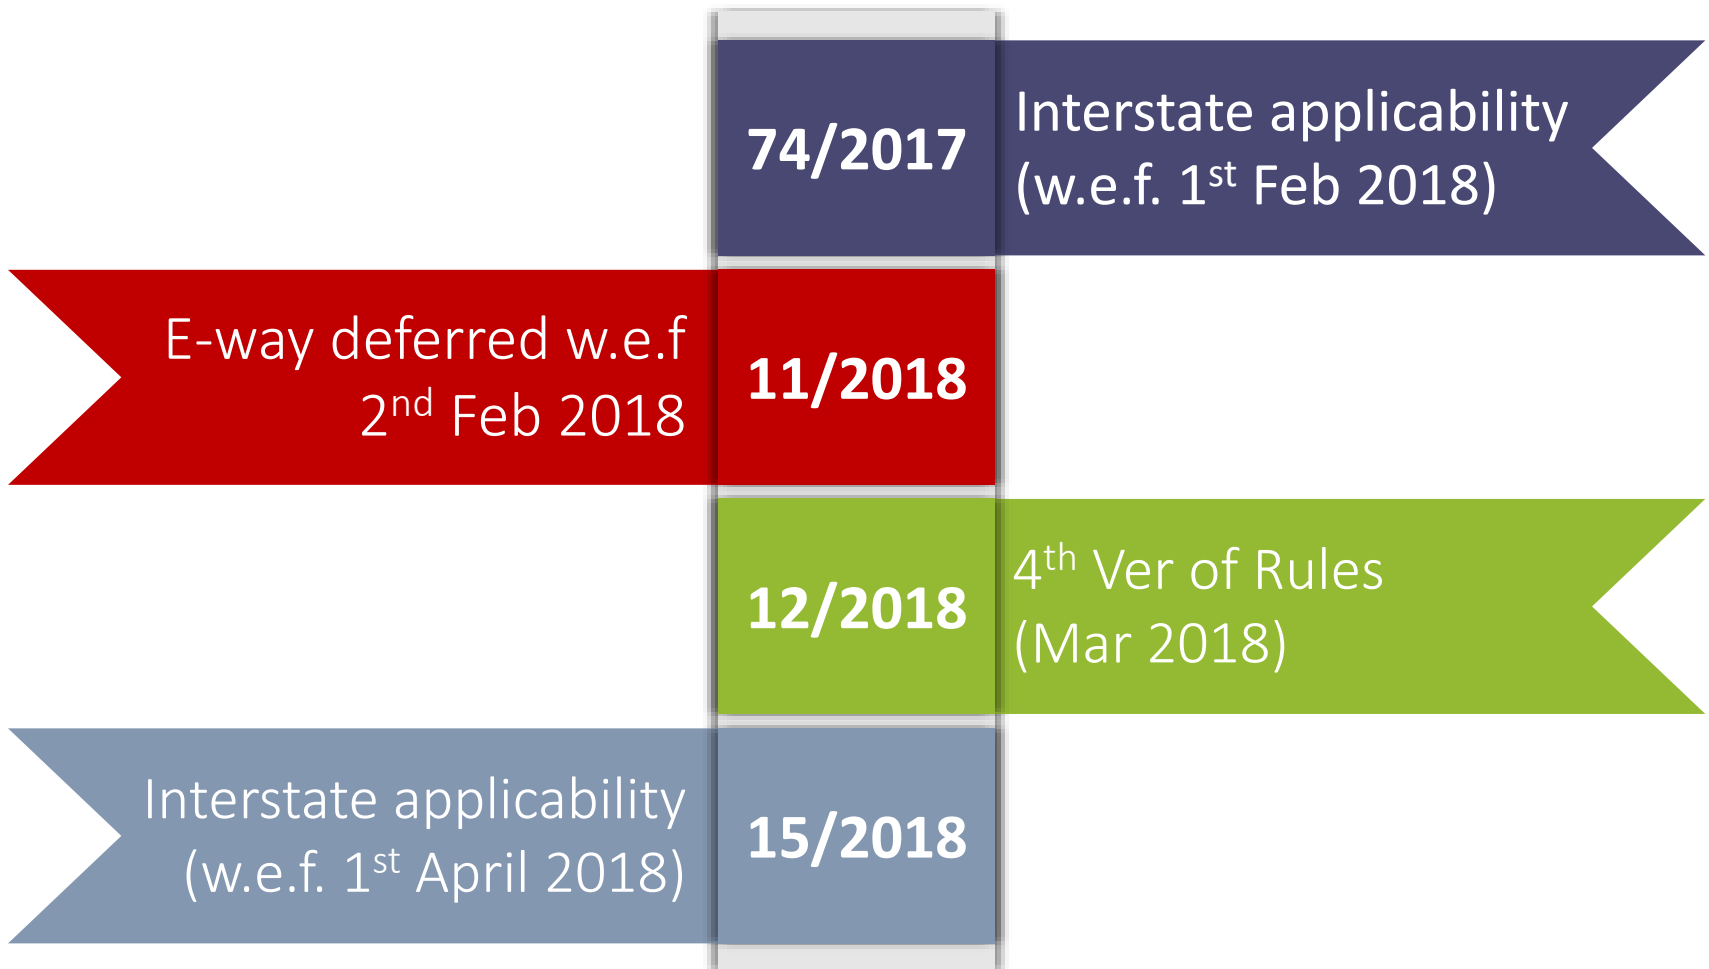 74/2017
Interstate applicability
(w.e.f. 1st Feb 2018)
E-way deferred w.e.f
2nd Feb 2018
11/2018
12/2018
4th Ver of Rules
(Mar 2018)
Interstate applicability
(w.e.f. 1st April 2018)
15/2018